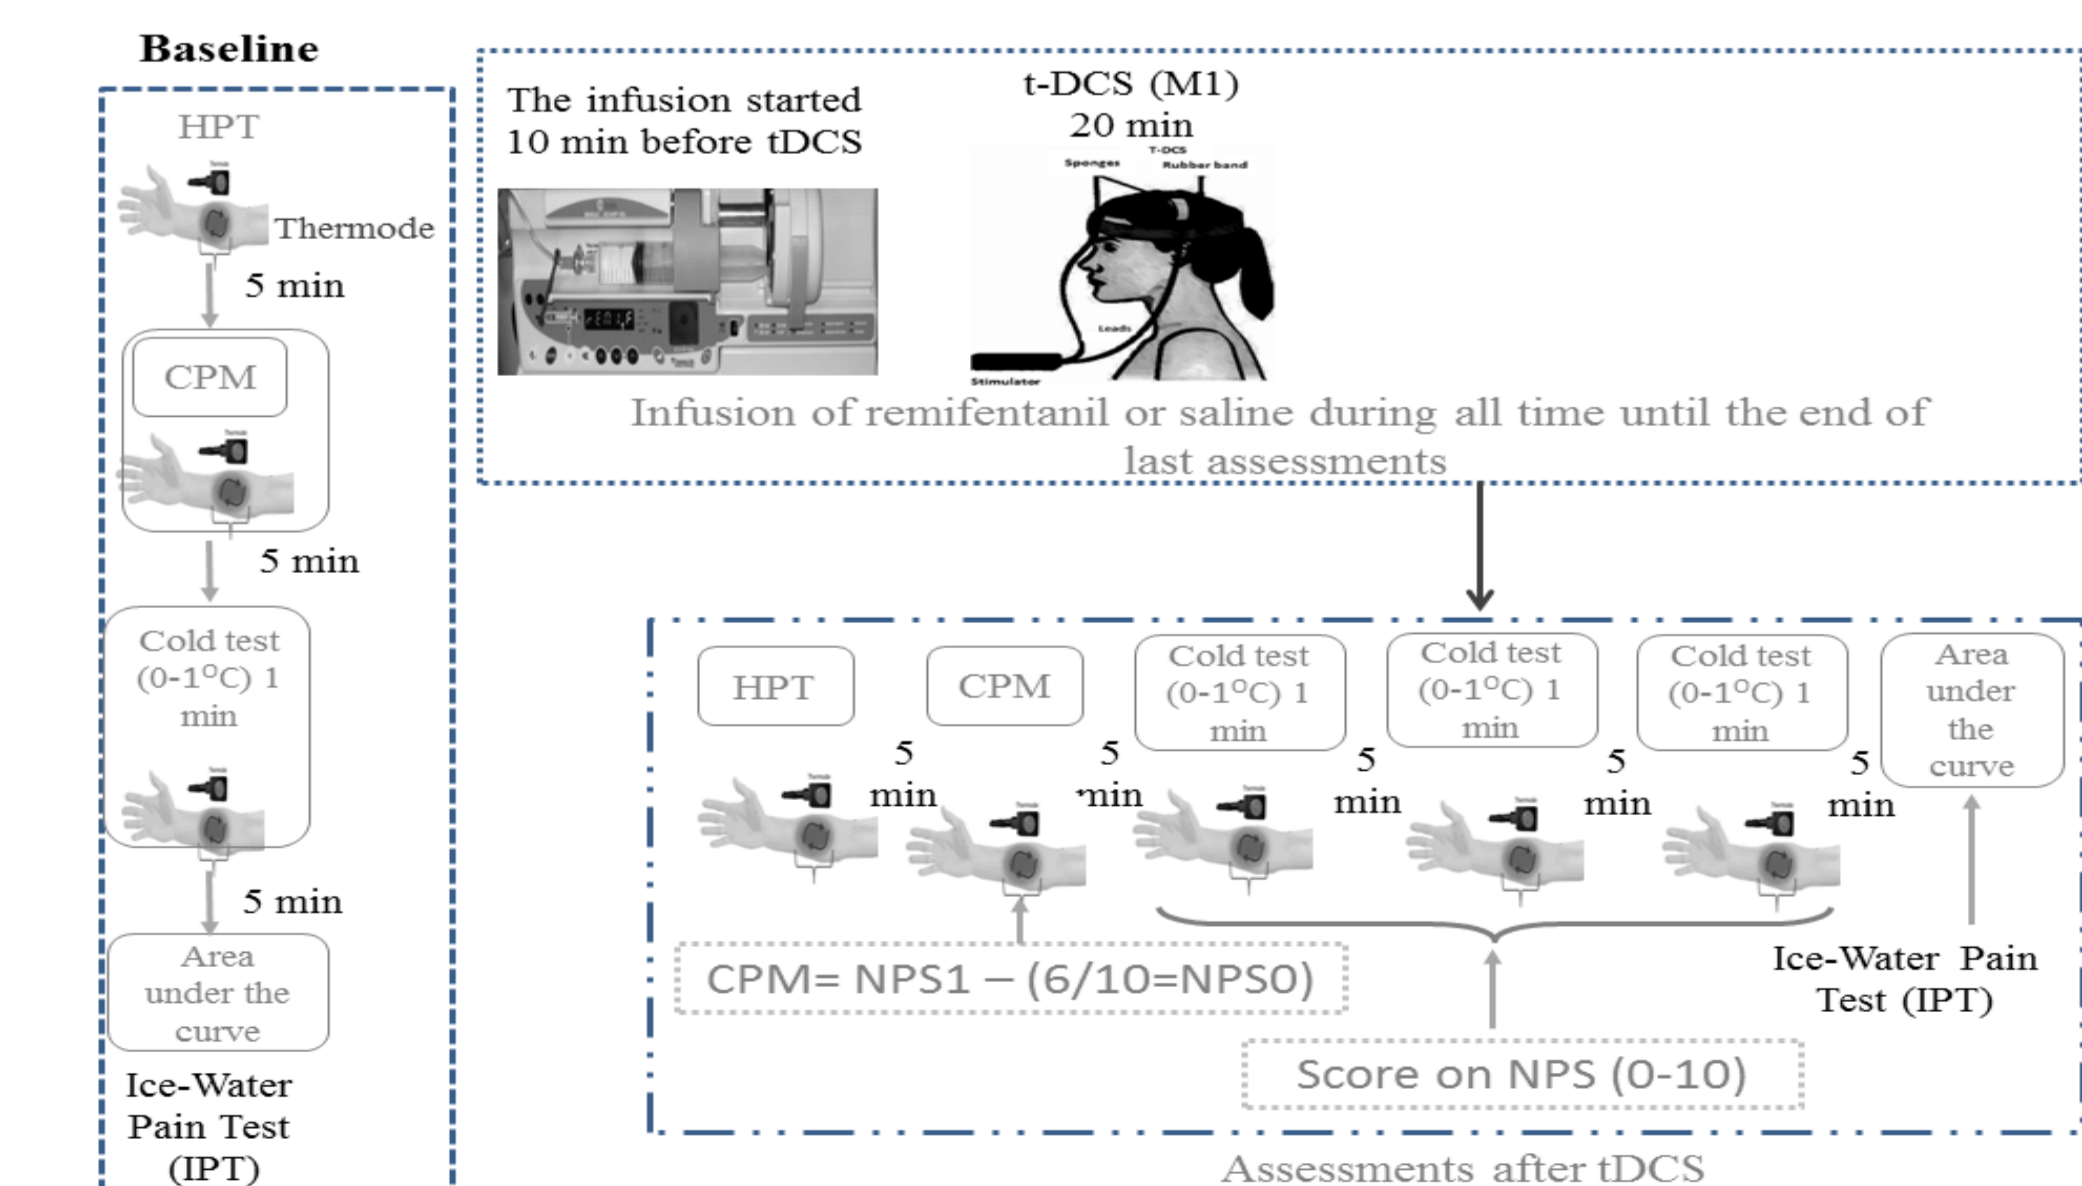 Baseline
HPT
Thermode
5 min
CPM
5 min
Cold test
(0-1ºC) 1
min
5 min
Area
under the
curve
Ice-Water
Pain Test
(IPT)
The infusion started
10 min before tDCS
t-DCS (M1)
20 min
T-DCS
Sponges
Rubber band
Leads
Stimulator
Infusion of remifentanil or saline during all time until the end of
last assessments
HPT
5
min
CPM
5
min
Cold test
(0-1ºC) 1
min
5
min
Cold test
(0-1ºC) 1
min
5
min
Cold test
(0-1ºC) 1
min
5
min
Area
under
the
curve
CPM= NPS1 – (6/10=NPS0)
Score on NPS (0-10)
Ice-Water Pain
Test (IPT)
Assessments after tDCS